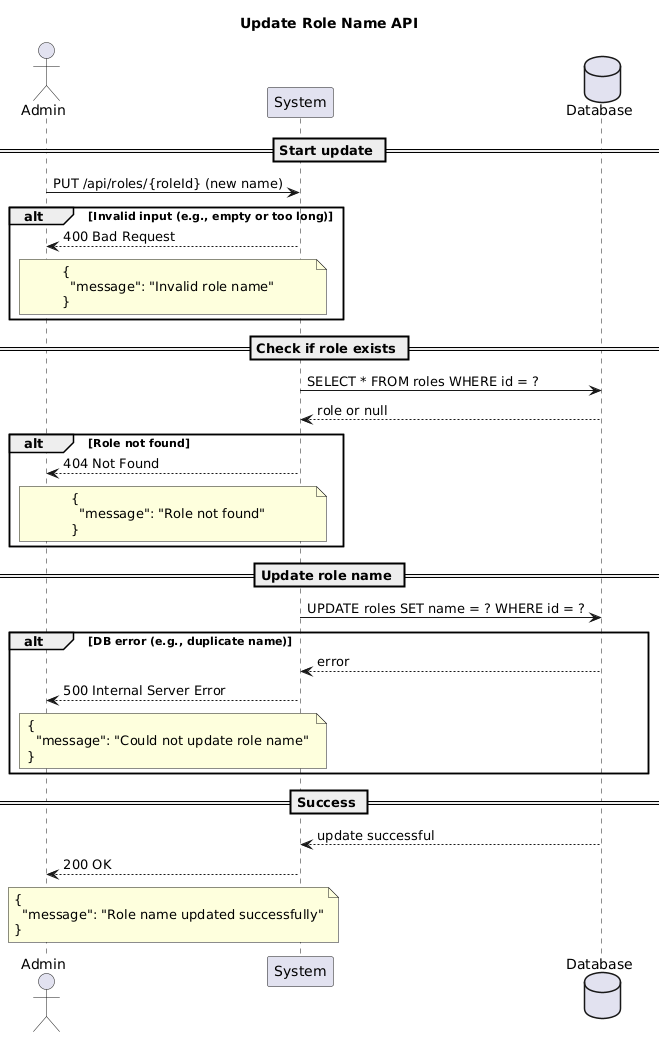 Update Role Name API
Admin
System
Database
Start update
PUT /api/roles/{roleId} (new name)
alt [Invalid input (e.g., empty or too long)]
400 Bad Request
{
"message": "Invalid role name"
}
Check if role exists
SELECT * FROM roles WHERE id = ?
role or null
alt [Role not found]
404 Not Found
{
"message": "Role not found"
}
Update role name
UPDATE roles SET name = ? WHERE id = ?
alt [DB error (e.g., duplicate name)]
error
500 Internal Server Error
{
"message": "Could not update role name"
}
Success
update successful
200 OK
{
"message": "Role name updated successfully"
}
Admin
System
Database